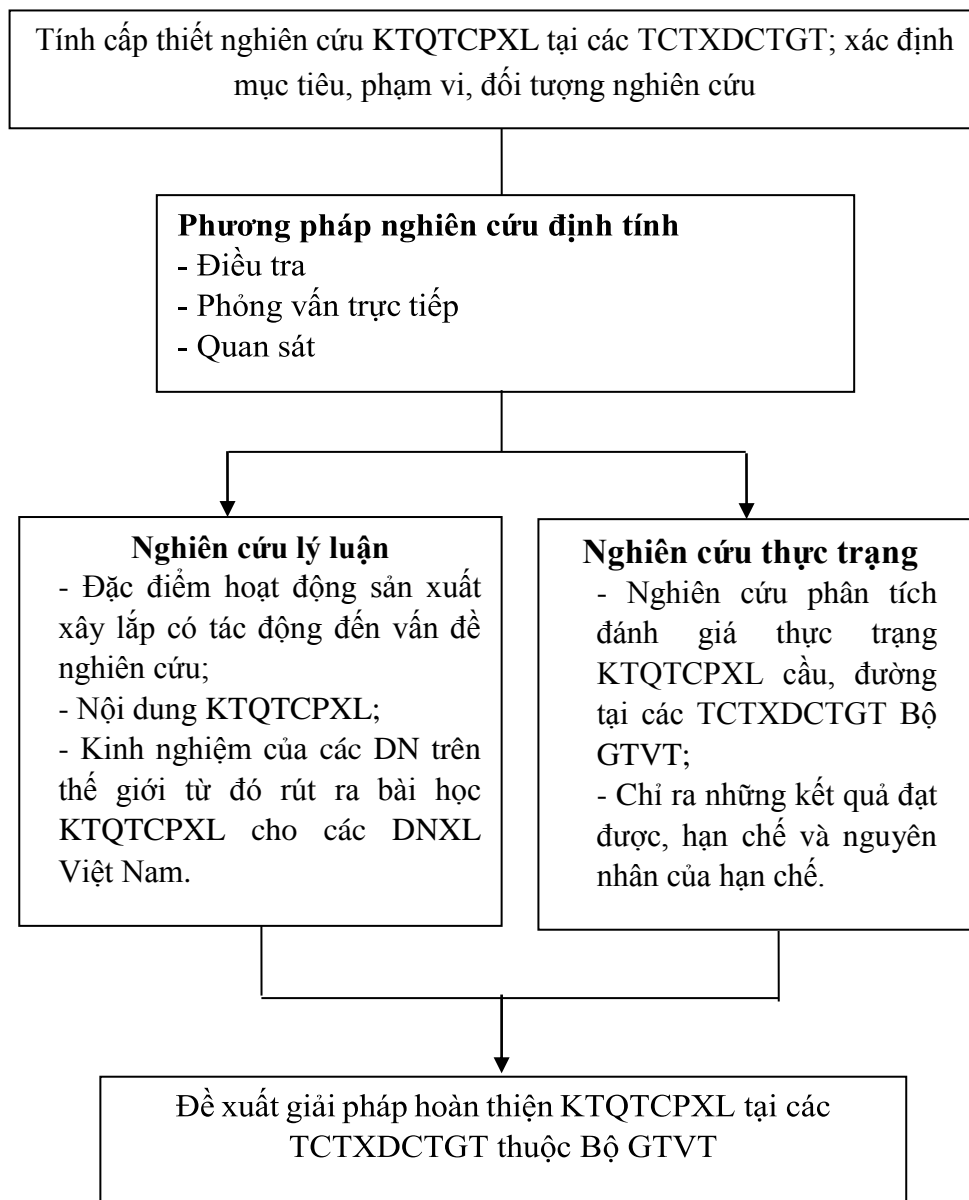 Tính cấp thiết nghiên cứu KTQTCPXL tại các TCTXDCTGT; xác định
mục tiêu, phạm vi, đối tượng nghiên cứu
Phương pháp nghiên cứu định tính
- Điều tra
- Phỏng vấn trực tiếp
- Quan sát
Nghiên cứu lý luận
- Đặc điểm hoạt động sản xuất
xây lắp có tác động đến vấn đề
nghiên cứu;
- Nội dung KTQTCPXL;
- Kinh nghiệm của các DN trên
thế giới từ đó rút ra bài học
KTQTCPXL cho các DNXL
Việt Nam.
Nghiên cứu thực trạng
- Nghiên cứu phân tích
đánh giá thực trạng
KTQTCPXL cầu, đường
tại các TCTXDCTGT Bộ
GTVT;
- Chỉ ra những kết quả đạt
được, hạn chế và nguyên
nhân của hạn chế.
Đề xuất giải pháp hoàn thiện KTQTCPXL tại các
TCTXDCTGT thuộc Bộ GTVT